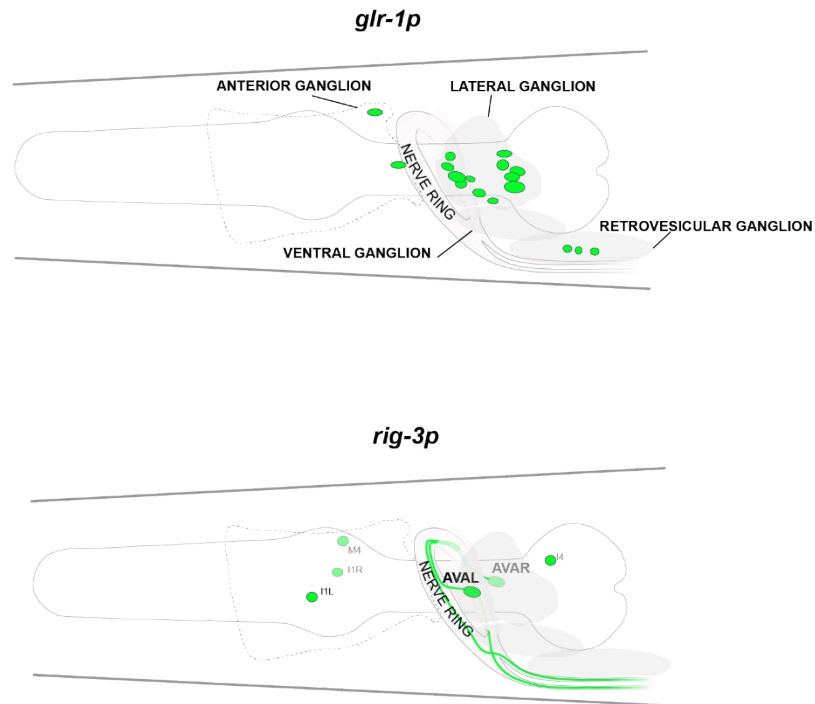 glr-1p
ANTERIOR GANGLION
LATERAL GANGLION
NERVE RING
RETROVESICULAR GANGLION
VENTRAL GANGLION
rig-3p
M4
I4
I1R
AVAR
AVAL
I1L
NERVE RING